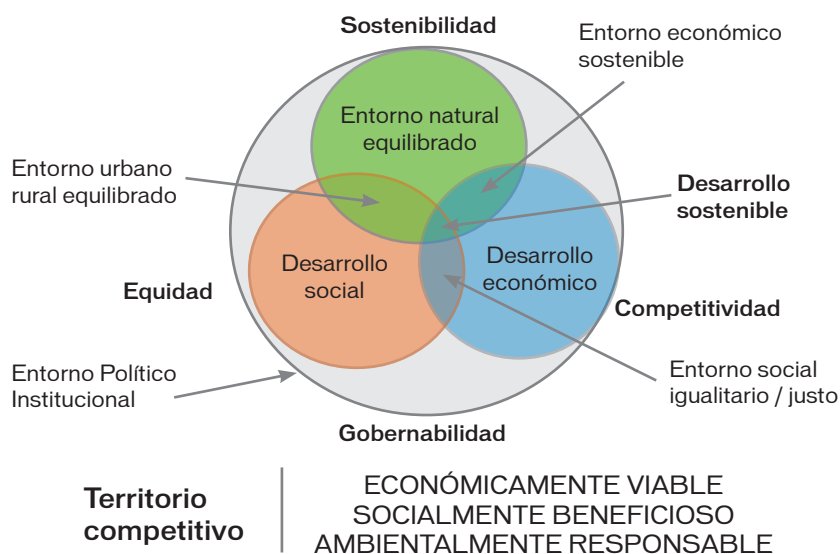 Sostenibilidad
Entorno económico
sostenible
Entorno natural
equilibrado
Entorno urbano
rural equilibrado
Desarrollo
sostenible
Desarrollo
social
Desarrollo
económico
Equidad
Competitividad
Entorno Político
Institucional
Entorno social
igualitario / justo
Gobernabilidad
Territorio
competitivo
ECONÓMICAMENTE VIABLE
SOCIALMENTE BENEFICIOSO
AMBIENTALMENTE RESPONSABLE